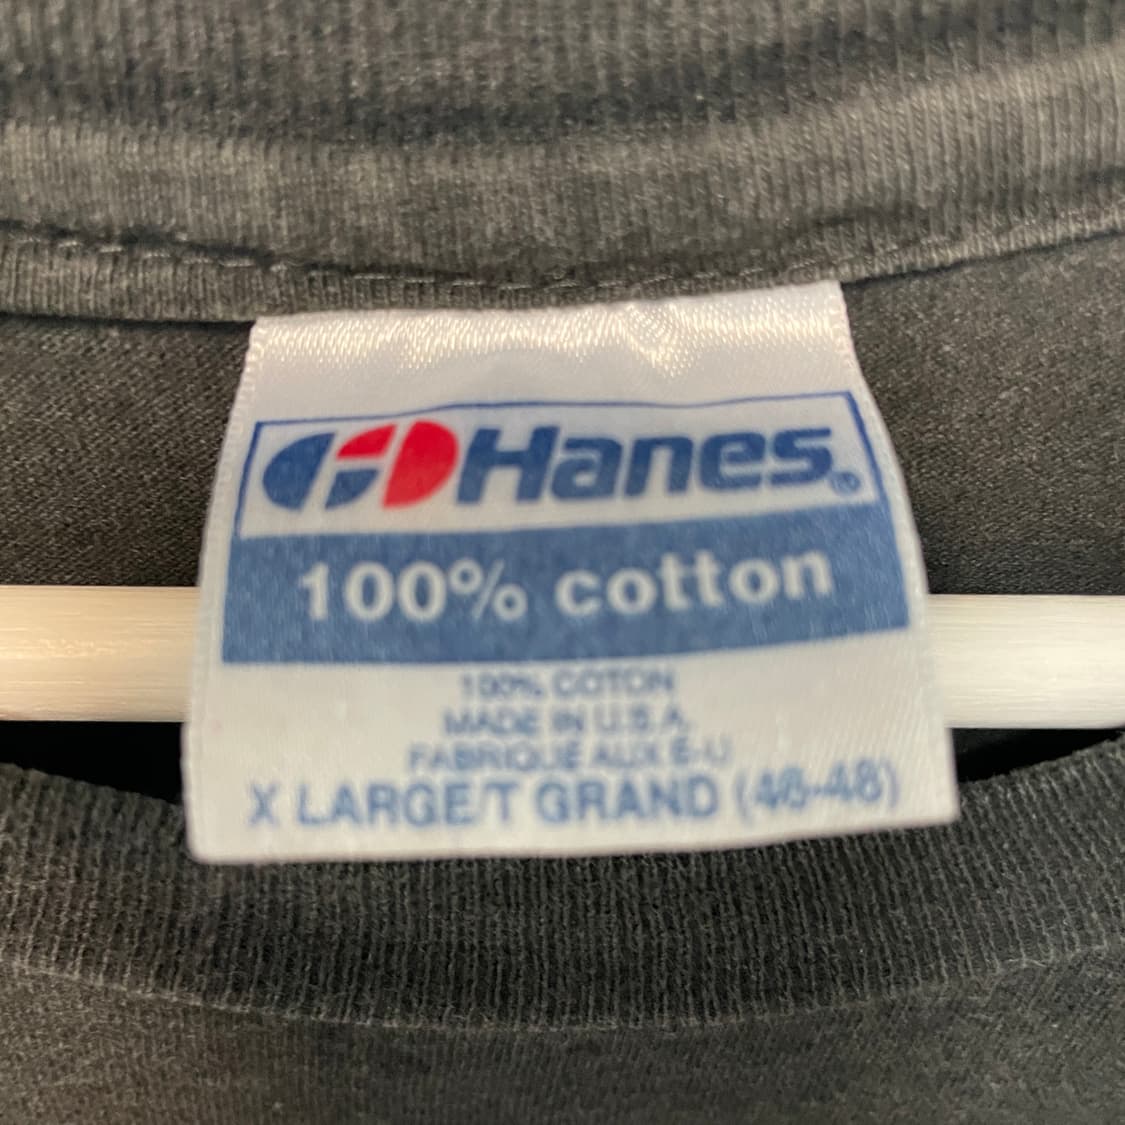 Hanes®
100% cotton
100% COTON
MADE IN U.S.A.
FABRIQUÉ AUX É-U
X LARGE/T GRAND (46-48)